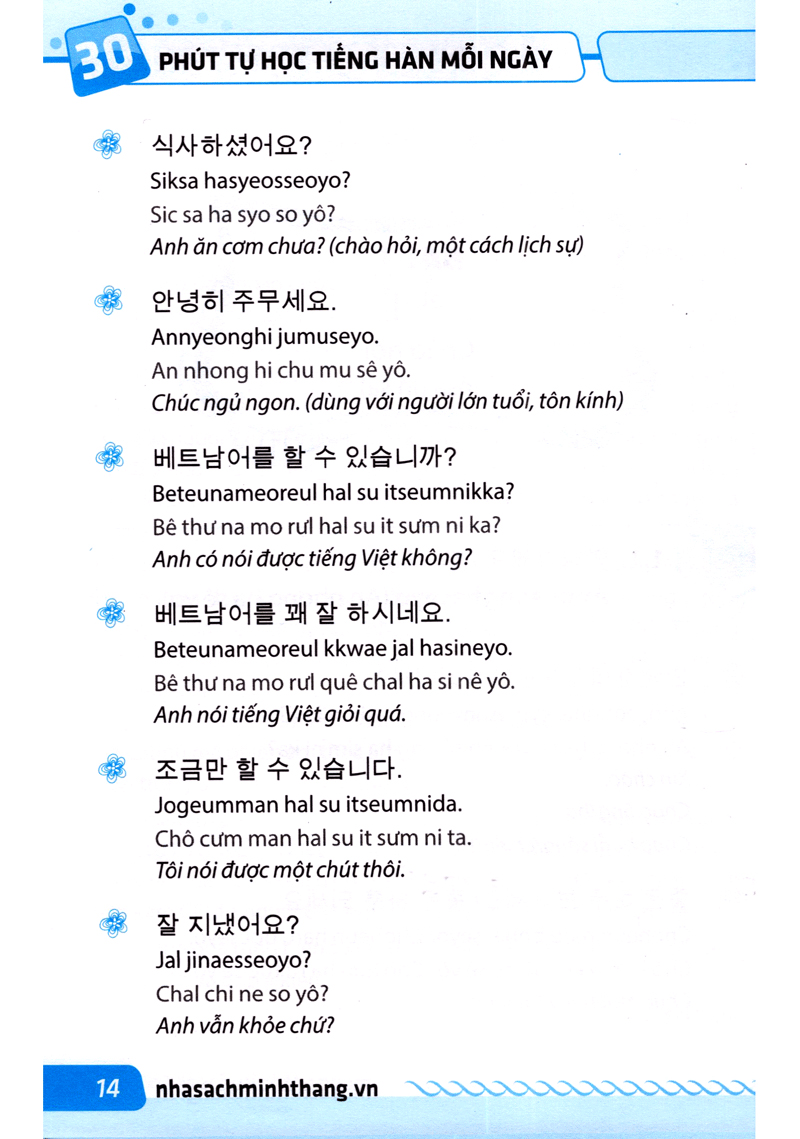 30
PHÚT TỰ HỌC TIẾNG HÀN MỖI NGÀY
식사하셨어요?
Siksa hasyeosseoyo?
Sic sa ha syo so yô?
Anh ăn cơm chưa? (chào hỏi, một cách lịch sự)
안녕히 주무세요.
Annyeonghi jumuseyo.
An nhong hi chu mu sê yô.
Chúc ngủ ngon. (dùng với người lớn tuổi, tôn kính)
베트남어를 할 수 있습니까?
Beteunameoreul hal su itseumnikka?
Bê thư na mo rưl hal su it sưm ni ka?
Anh có nói được tiếng Việt không?
베트남어를 꽤 잘 하시네요.
Beteunameoreul kkwae jal hasineyo.
Bê thư na mo rưl quê chal ha si nê yô.
Anh nói tiếng Việt giỏi quá.
조금만 할 수 있습니다.
Jogeumman hal su itseumnida.
Chô cưm man hal su it sưm ni ta.
Tôi nói được một chút thôi.
잘 지냈어요?
Jal jinaesseoyo?
Chal chi ne so yô?
Anh vẫn khỏe chứ?
14
nhasachminhthang.vn